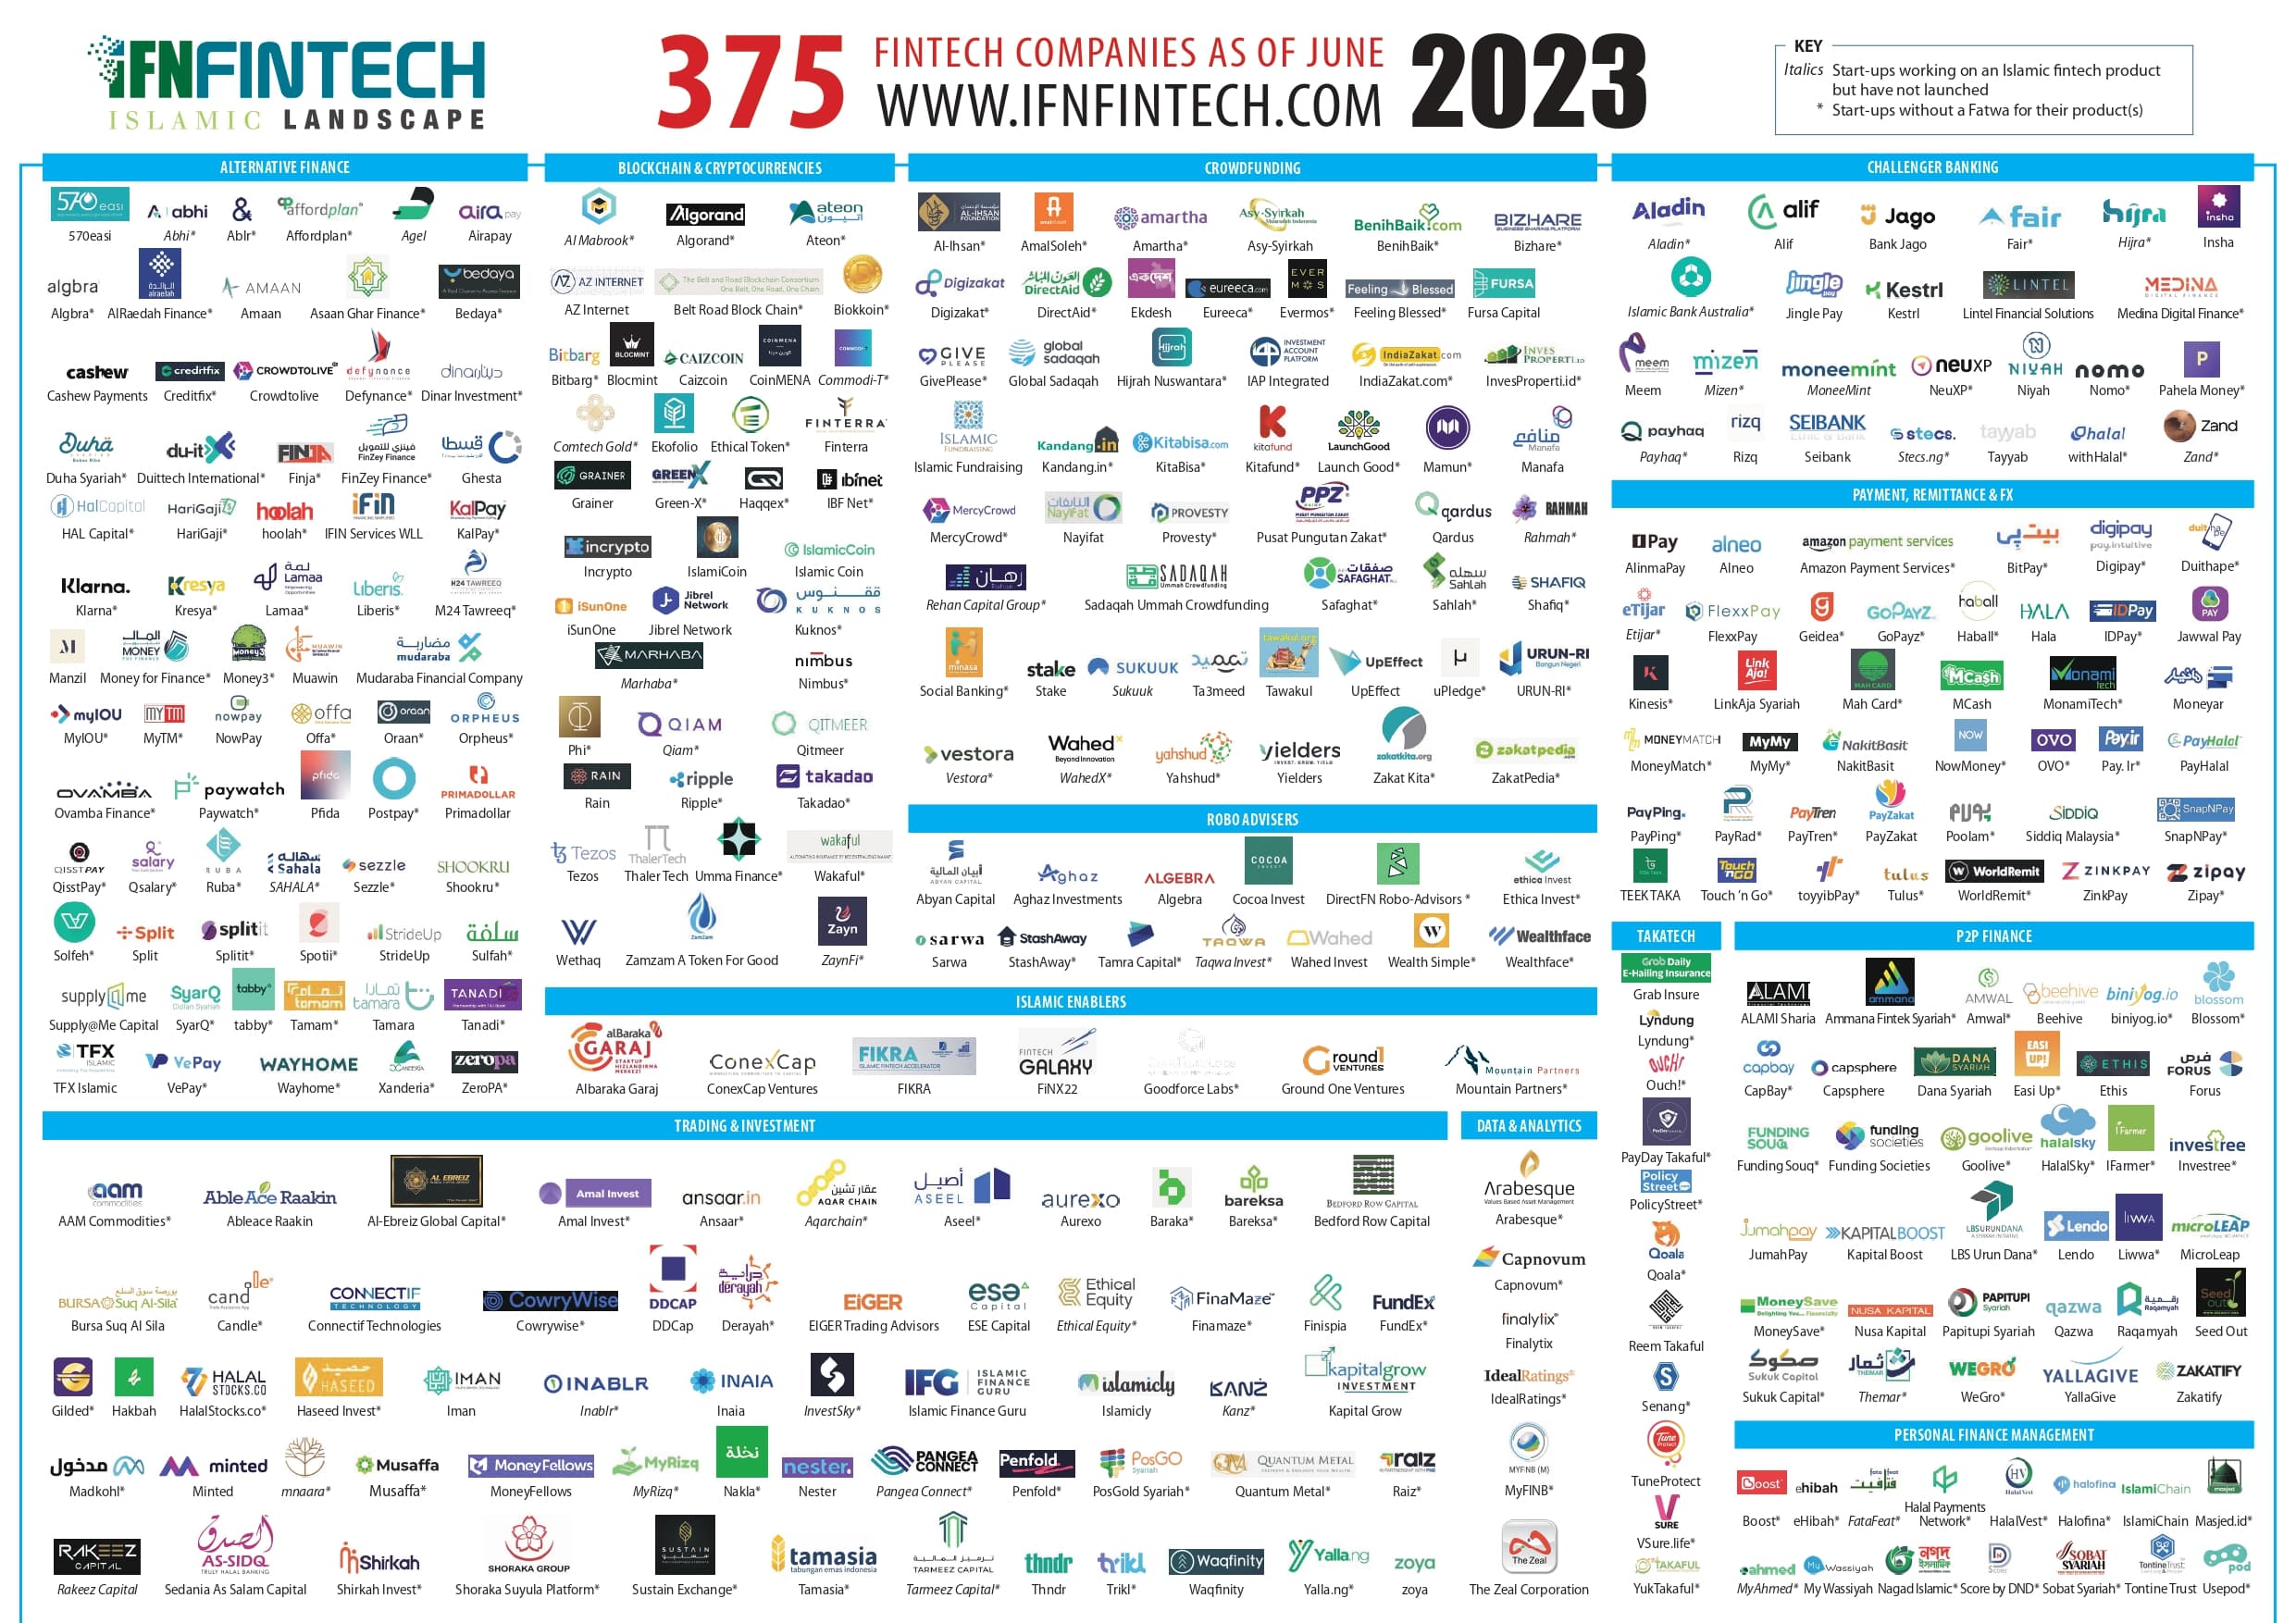 iFNFINTECH
ISLAMIC LANDSCAPE
375 FINTECH COMPANIES AS OF JUNE 2023
WWW.IFNFINTECH.COM
KEY
Italics Start-ups working on an Islamic fintech product
but have not launched
* Start-ups without a Fatwa for their product(s)
ALTERNATIVE FINANCE
570easi Abhi* Ablr* Affordplan* Agel Airapay
Algbra* AlRaedah Finance* Amaan Asaan Ghar Finance* Bedaya*
Cashew Payments Creditfix* Crowdtolive Defynance* Dinar Investment*
Duha Syariah* Duittech International* Finja* FinZey Finance* Ghesta
HAL Capital* HariGaji* hoolah* IFIN Services WLL KalPay*
Klarna* Kresya* Lamaa* Liberis* M24 Tawreeq*
Manzil Money for Finance* Money3* Muawin Mudaraba Financial Company
MyIOU* MyTM* NowPay Offa* Oraan* Orpheus*
Ovamba Finance* Paywatch* Pfida Postpay* Primadollar
QisstPay* Qsalary* Ruba* SAHALA* Sezzle* Shookru*
Solfeh* Split Splitit* Spotii* StrideUp Sulfah*
Supply@Me Capital SyarQ* tabby* Tamam* Tamara Tanadi*
TFX Islamic VePay* Wayhome* Xanderia* ZeroPA*
BLOCKCHAIN & CRYPTOCURRENCIES
Al Mabrook* Algorand* Ateon*
AZ Internet Belt Road Block Chain* Biokkoin*
Bitbarg* Blocmint Caizcoin CoinMENA Commodi-T*
Comtech Gold* Ekofolio Ethical Token* Finterra
Grainer Green-X* Haqqex* IBF Net*
Incrypto IslamiCoin Islamic Coin
iSunOne Jibrel Network Kuknos*
Marhaba* Nimbus*
Phi* Qiam* Qitmeer
Rain Ripple* Takadao*
Tezos Thaler Tech Umma Finance* Wakaful*
Wethaq Zamzam A Token For Good ZaynFi*
CROWDFUNDING
Al-Ihsan* AmalSoleh* Amartha* Asy-Syirkah BenihBaik* Bizhare*
Digizakat* DirectAid* Ekdesh Eureeca* Evermos* Feeling Blessed* Fursa Capital
GivePlease* Global Sadaqah Hijrah Nuswantara* IAP Integrated IndiaZakat.com* InvesProperti.id*
Islamic Fundraising Kandang.in* KitaBisa* Kitafund* Launch Good* Mamun* Manafa
MercyCrowd* Nayifat Provesty* Pusat Pungutan Zakat* Qardus Rahmah*
Rehan Capital Group* Sadaqah Ummah Crowdfunding Safaghat* Sahlah* Shafiq*
Social Banking* Stake Sukuuk Ta3meed Tawakul UpEffect uPledge* URUN-RI*
Vestora* WahedX* Yahshud* Yielders Zakat Kita* ZakatPedia*
ROBO ADVISERS
Abyan Capital Aghaz Investments Algebra Cocoa Invest DirectFN Robo-Advisors * Ethica Invest*
Sarwa StashAway* Tamra Capital* Taqwa Invest* Wahed Invest Wealth Simple* Wealthface*
ISLAMIC ENABLERS
Albaraka Garaj ConexCap Ventures FIKRA FiNX22 Goodforce Labs* Ground One Ventures Mountain Partners*
CHALLENGER BANKING
Aladin* Alif Bank Jago Fair* Hijra* Insha
Islamic Bank Australia* Jingle Pay Kestrl Lintel Financial Solutions Medina Digital Finance*
Meem Mizen* MoneeMint NeuXP* Niyah Nomo* Pahela Money*
Payhaq* Rizq Seibank Stecs.ng* Tayyab withHalal* Zand*
PAYMENT, REMITTANCE & FX
AlinmaPay Alneo Amazon Payment Services* BitPay* Digipay* Duithape*
Etijar* FlexxPay Geidea* GoPayz* Haball* Hala IDPay* Jawwal Pay
Kinesis* LinkAja Syariah Mah Card* MCash MonamiTech* Moneyar
MoneyMatch* MyMy* NakitBasit NowMoney* OVO* Pay. Ir* PayHalal
PayPing* PayRad* PayTren* PayZakat Poolam* Siddiq Malaysia* SnapNPay*
TEEKTAKA Touch 'n Go* toyyibPay* Tulus* WorldRemit* ZinkPay Zipay*
TAKATECH
Grab Insure
Lyndung*
Ouch!*
PayDay Takaful*
PolicyStreet*
Qoala*
Reem Takaful
Senang*
TuneProtect
VSure.life*
YukTakaful*
P2P FINANCE
ALAMI Sharia Ammana Fintek Syariah* Amwal* Beehive biniyog.io* Blossom*
CapBay* Capsphere Dana Syariah Easi Up* Ethis Forus
Funding Souq* Funding Societies Goolive* HalalSky* IFarmer* Investree*
JumahPay Kapital Boost LBS Urun Dana* Lendo Liwwa* MicroLeap
MoneySave* Nusa Kapital Papitupi Syariah Qazwa Raqamyah Seed Out
Sukuk Capital* Themar* WeGro* YallaGive Zakatify
PERSONAL FINANCE MANAGEMENT
Boost* eHibah* FataFeat* Halal Payments Network* HalalVest* Halofina* IslamiChain Masjed.id*
MyAhmed* My Wassiyah Nagad Islamic* Score by DND* Sobat Syariah* Tontine Trust Usepod*
TRADING & INVESTMENT
AAM Commodities* Ableace Raakin Al-Ebreiz Global Capital* Amal Invest* Ansaar* Aqarchain* Aseel* Aurexo Baraka* Bareksa* Bedford Row Capital
Bursa Suq Al Sila Candle* Connectif Technologies Cowrywise* DDCap Derayah* EIGER Trading Advisors ESE Capital Ethical Equity* Finamaze* Finispia FundEx*
Gilded* Hakbah HalalStocks.co* Haseed Invest* Iman Inablr* Inaia InvestSky* Islamic Finance Guru Islamicly Kanz* Kapital Grow
Madkohl* Minted mnaara* Musaffa* MoneyFellows MyRizq* Nakla* Nester Pangea Connect* Penfold* PosGold Syariah* Quantum Metal* Raiz*
Rakeez Capital Sedania As Salam Capital Shirkah Invest* Shoraka Suyula Platform* Sustain Exchange* Tamasia* Tarmeez Capital* Thndr Trikl* Waqfinity Yalla.ng* zoya
DATA & ANALYTICS
Arabesque*
Capnovum*
Finalytix
IdealRatings*
MyFINB*
The Zeal Corporation